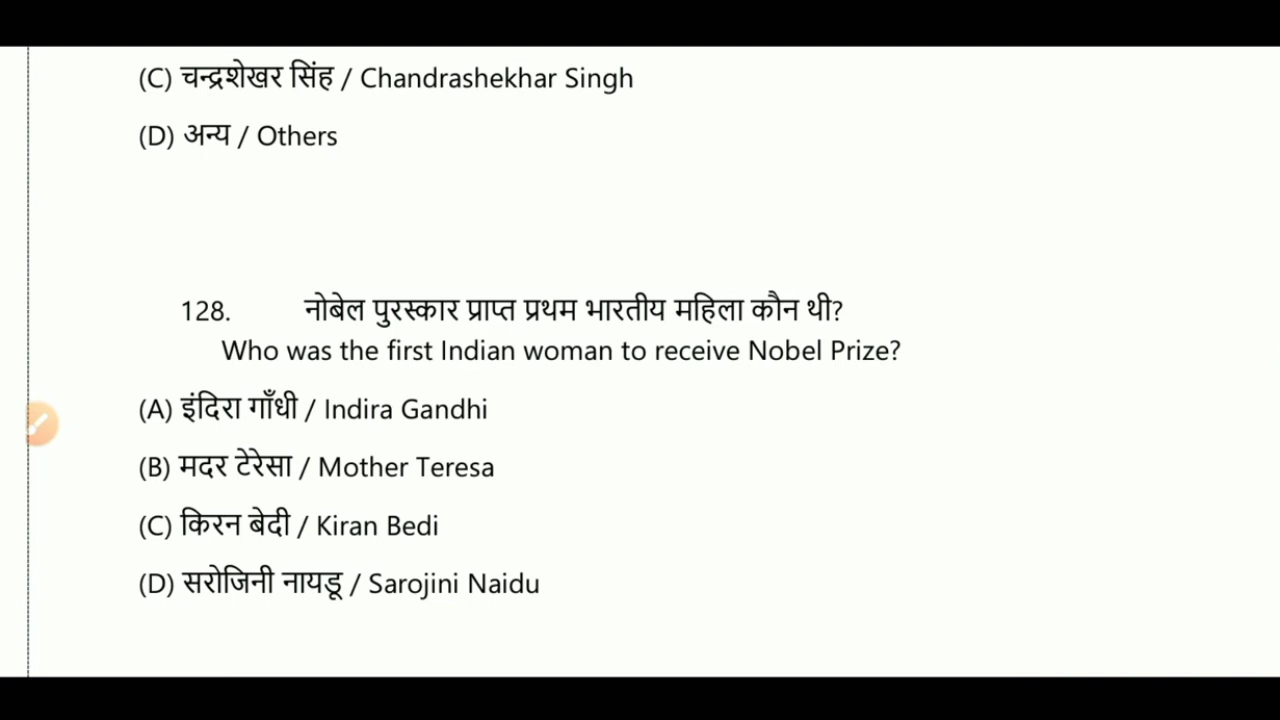 (C) चन्द्रशेखर सिंह / Chandrashekhar Singh
(D) अन्य / Others
128. नोबेल पुरस्कार प्राप्त प्रथम भारतीय महिला कौन थी?
Who was the first Indian woman to receive Nobel Prize?
(A) इंदिरा गाँधी / Indira Gandhi
(B) मदर टेरेसा / Mother Teresa
(C) किरन बेदी / Kiran Bedi
(D) सरोजिनी नायडू / Sarojini Naidu